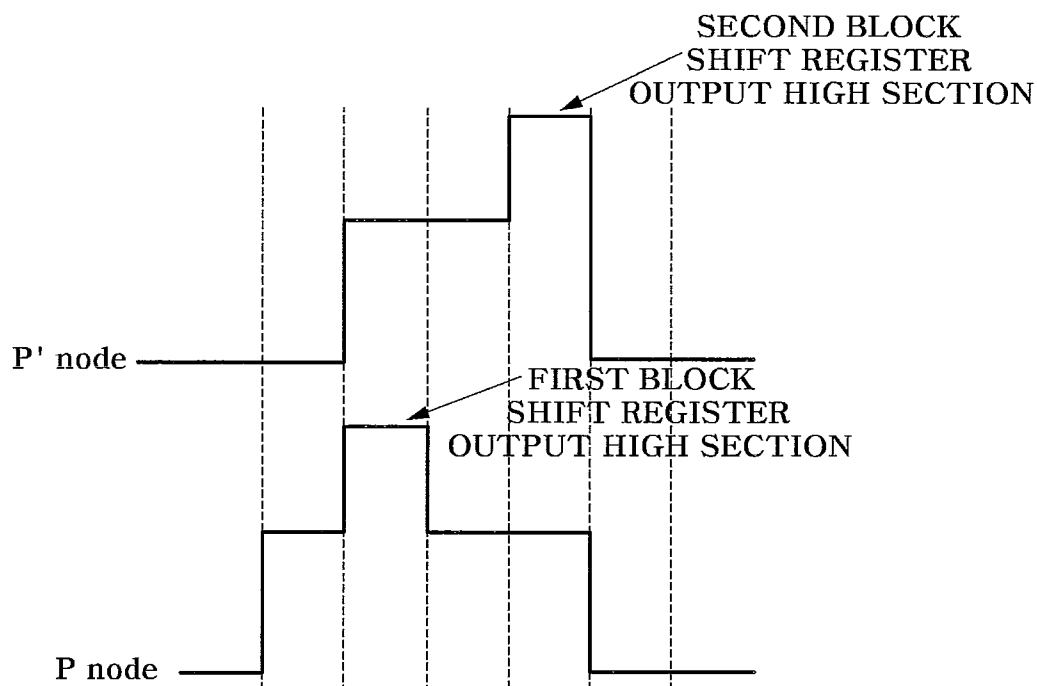 SECOND BLOCK
SHIFT REGISTER
OUTPUT HIGH SECTION
P' node
FIRST BLOCK
SHIFT REGISTER
OUTPUT HIGH SECTION
P node